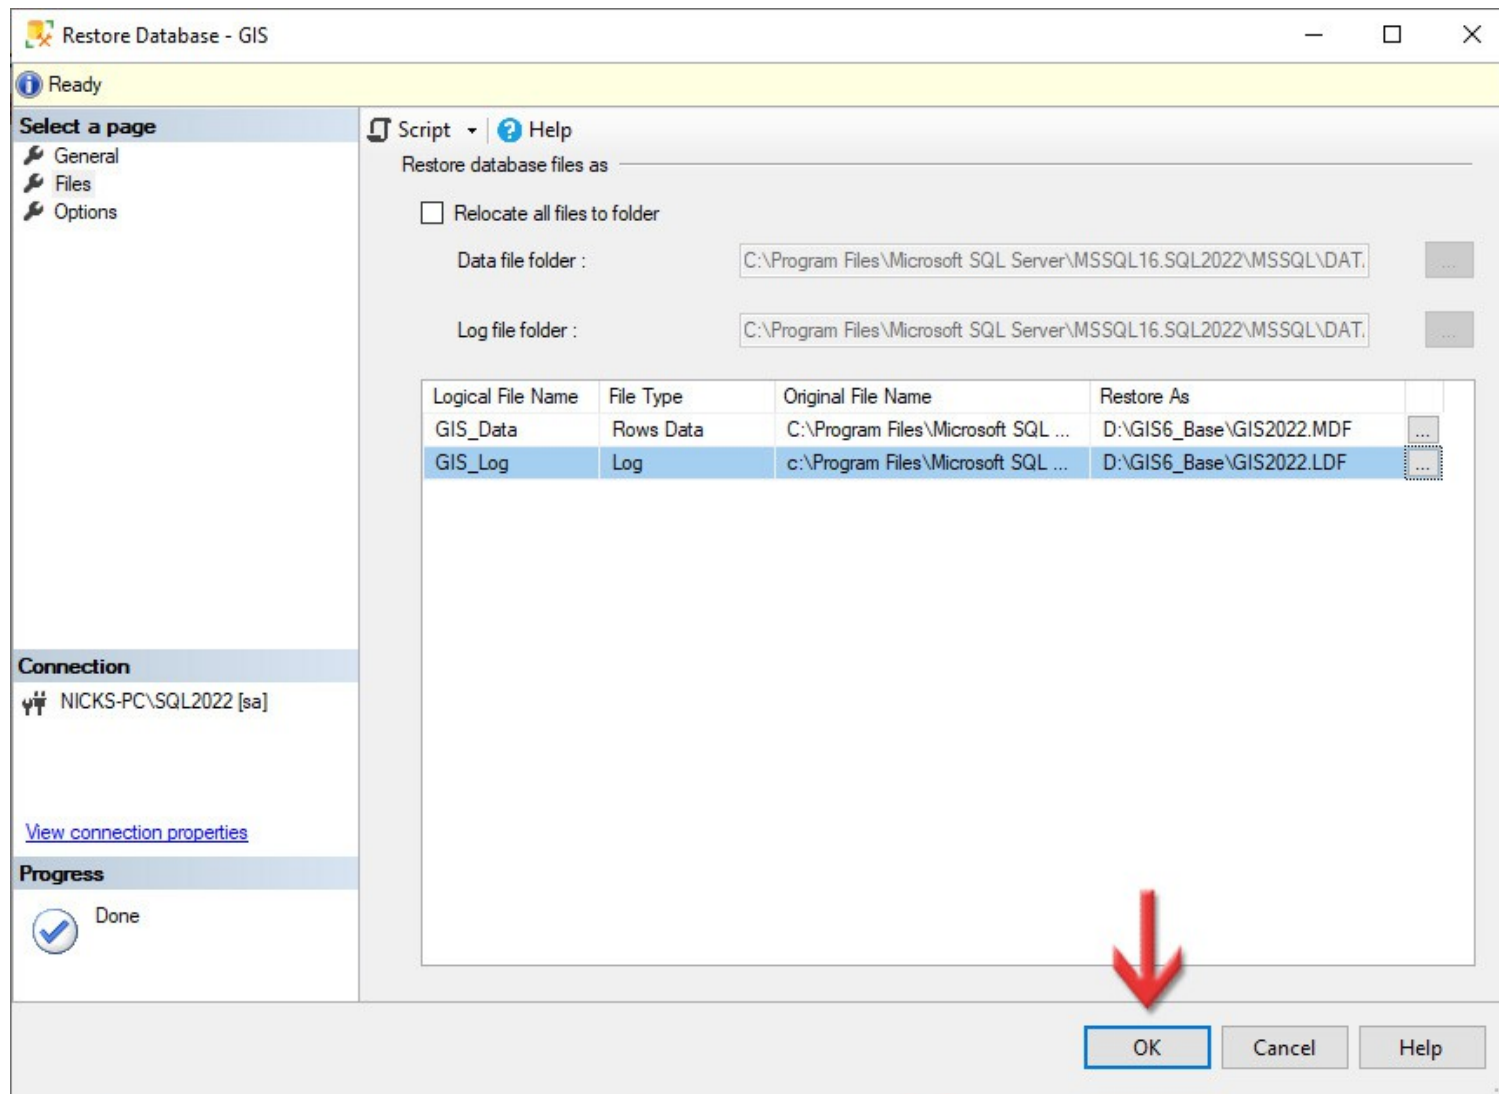 Restore Database - GIS
Ready
Select a page
General
Files
Options
Script
Help
Restore database files as
Relocate all files to folder
Data file folder : C:\Program Files\Microsoft SQL Server\MSSQL16.SQL2022\MSSQL\DAT. ...
Log file folder : C:\Program Files\Microsoft SQL Server\MSSQL16.SQL2022\MSSQL\DAT. ...
Logical File Name File Type Original File Name Restore As
GIS_Data Rows Data C:\Program Files\Microsoft SQL ... D:\GIS6_Base\GIS2022.MDF ...
GIS_Log Log c:\Program Files\Microsoft SQL ... D:\GIS6_Base\GIS2022.LDF ...
Connection
NICKS-PC\SQL2022 [sa]
View connection properties
Progress
Done
OK Cancel Help